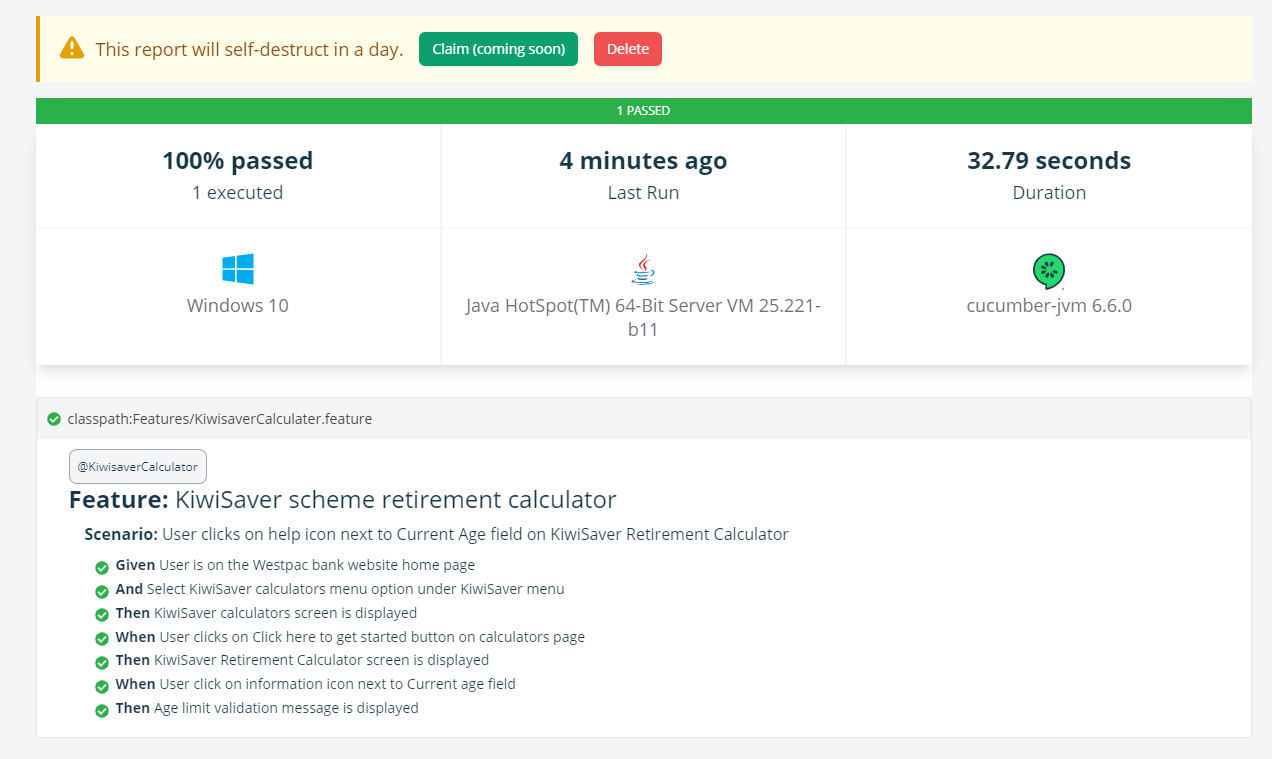 This report will self-destruct in a day. Claim (coming soon) Delete
1 PASSED
100% passed
1 executed
4 minutes ago
Last Run
32.79 seconds
Duration
Windows 10
Java HotSpot(TM) 64-Bit Server VM 25.221-
b11
cucumber-jvm 6.6.0
classpath:Features/KiwisaverCalculater.feature
@KiwisaverCalculator
Feature: KiwiSaver scheme retirement calculator
Scenario: User clicks on help icon next to Current Age field on KiwiSaver Retirement Calculator
Given User is on the Westpac bank website home page
And Select KiwiSaver calculators menu option under KiwiSaver menu
Then KiwiSaver calculators screen is displayed
When User clicks on Click here to get started button on calculators page
Then KiwiSaver Retirement Calculator screen is displayed
When User click on information icon next to Current age field
Then Age limit validation message is displayed